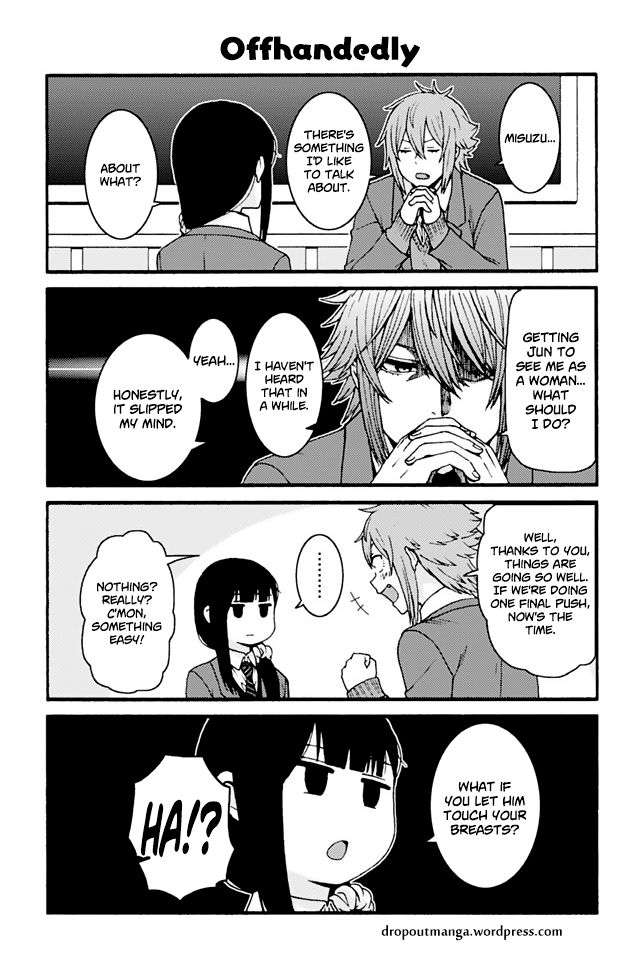 Offhandedly
MISUZU...
THERE'S
SOMETHING
I'D LIKE
TO TALK
ABOUT.
ABOUT
WHAT?
GETTING
JUN TO
SEE ME AS
A WOMAN...
WHAT
SHOULD
I DO?
I HAVEN'T
HEARD
THAT IN
A WHILE.
YEAH...
HONESTLY,
IT SLIPPED
MY MIND.
WELL,
THANKS TO YOU,
THINGS ARE
GOING SO WELL.
IF WE'RE DOING
ONE FINAL PUSH,
NOW'S THE
TIME.
.........
NOTHING?
REALLY?
C'MON,
SOMETHING
EASY!
WHAT IF
YOU LET HIM
TOUCH YOUR
BREASTS?
HA!?
dropoutmanga.wordpress.com